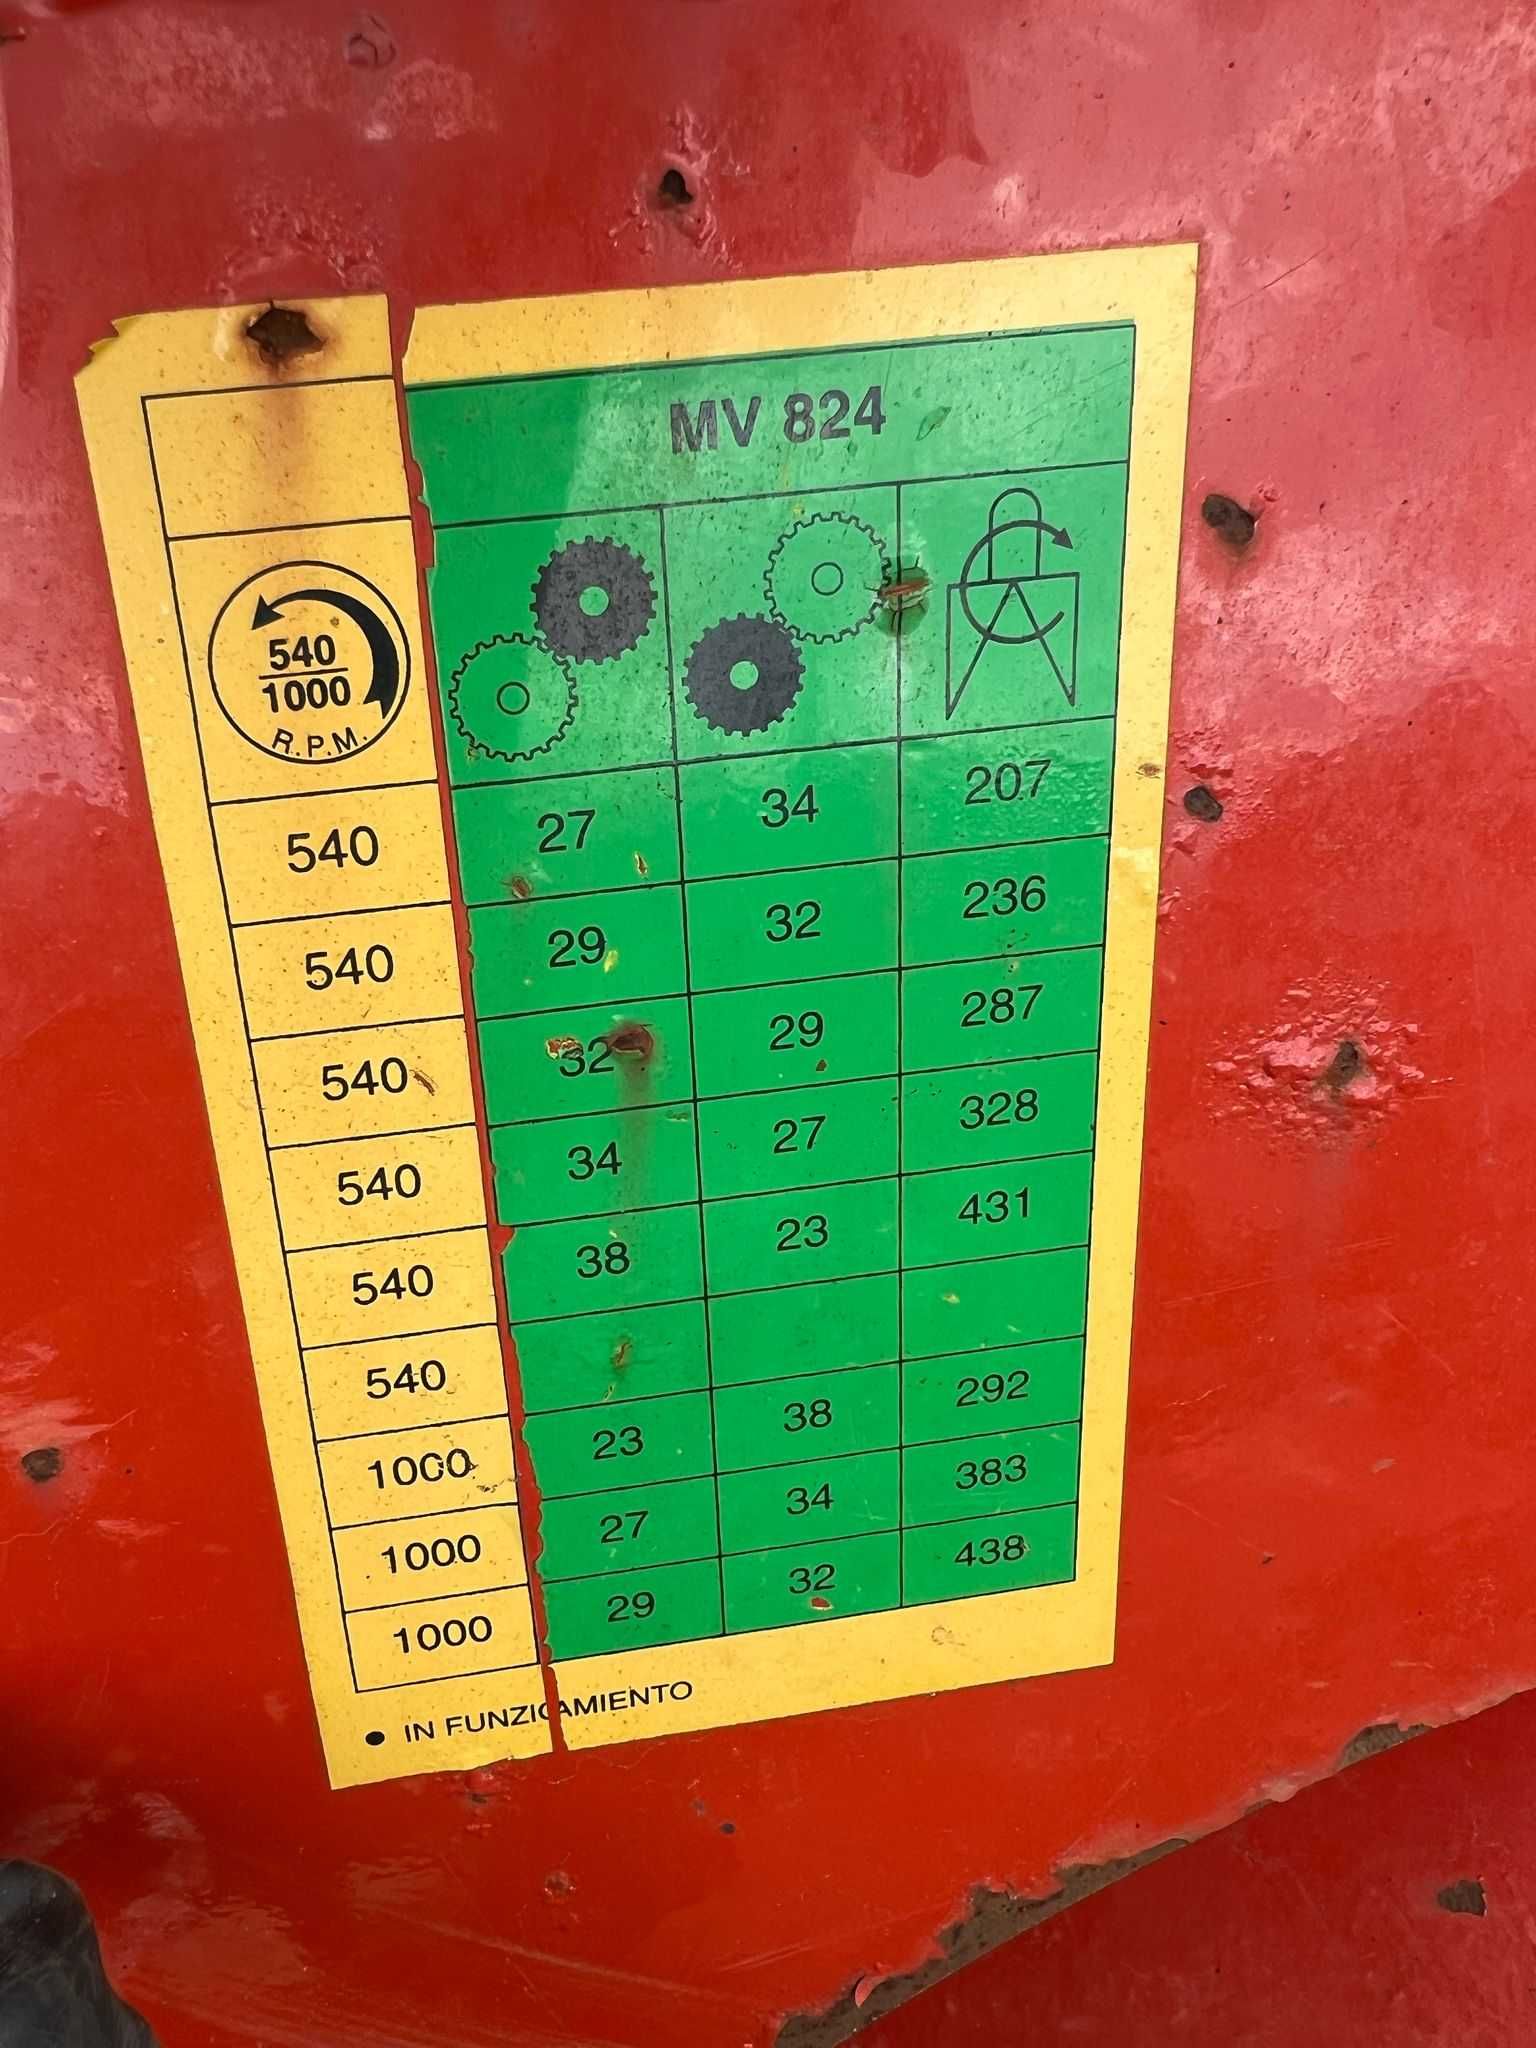 MV 824
540
1000
R.P.M.
540 27 34 207
540 29 32 236
540 32 29 287
540 34 27 328
540 38 23 431
540
1000 23 38 292
1000 27 34 383
1000 29 32 438
• IN FUNZIOAMIENTO